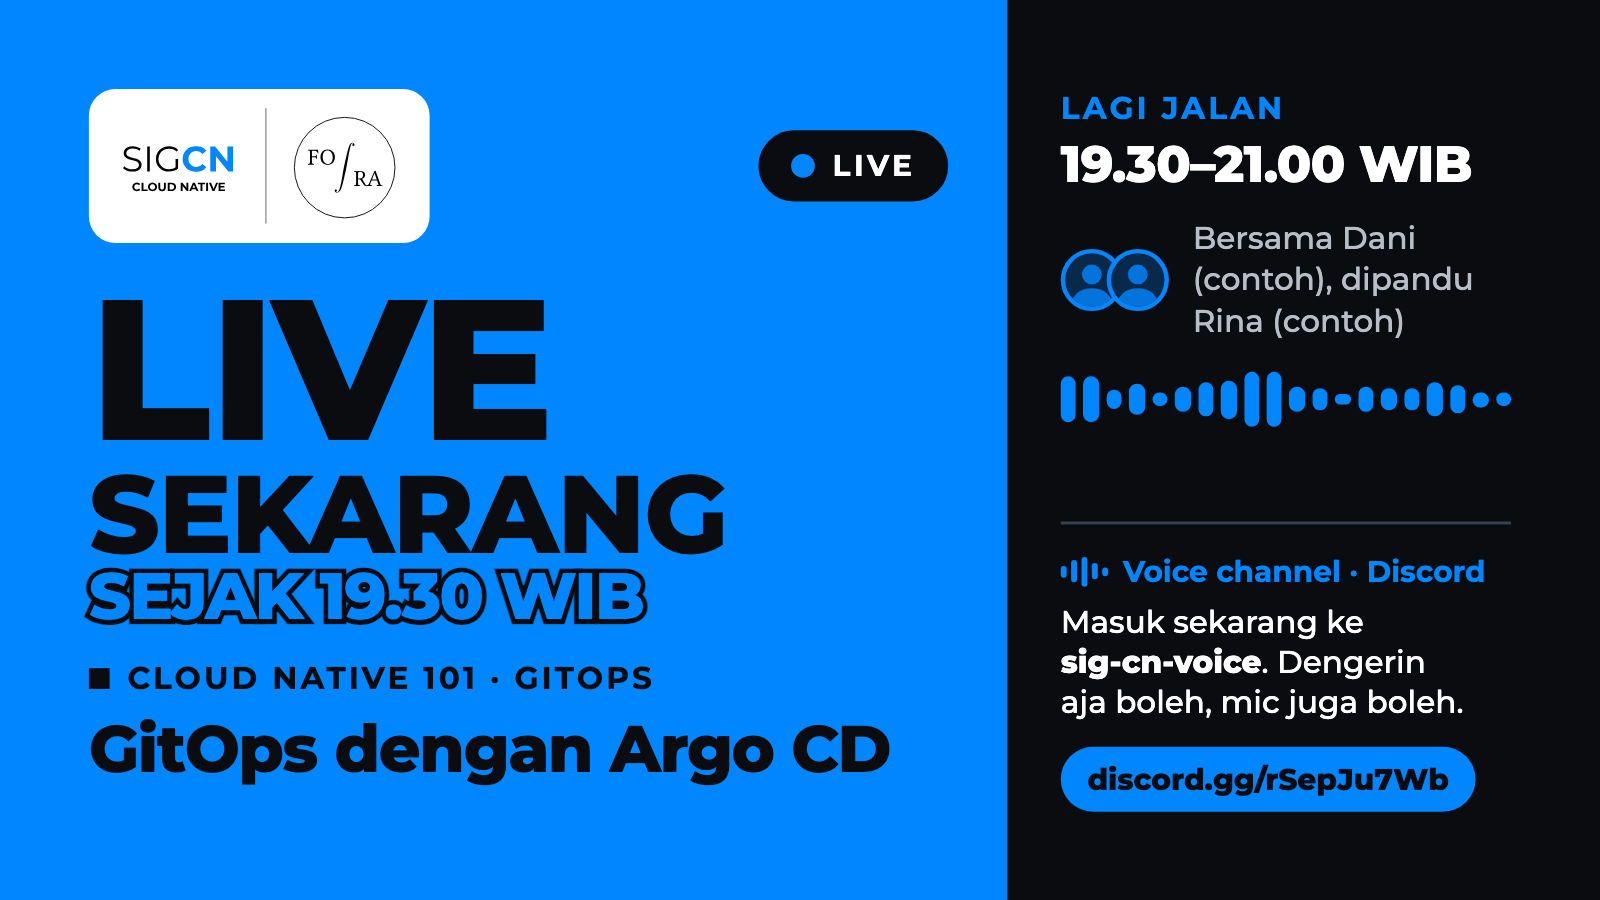 SIGCN
CLOUD NATIVE
FO
RA
LIVE
LIVE
SEKARANG
SEJAK 19.30 WIB
CLOUD NATIVE 101 · GITOPS
GitOps dengan Argo CD
LAGI JALAN
19.30–21.00 WIB
Bersama Dani
(contoh), dipandu
Rina (contoh)
Voice channel · Discord
Masuk sekarang ke
sig-cn-voice. Dengerin
aja boleh, mic juga boleh.
discord.gg/rSepJu7Wb